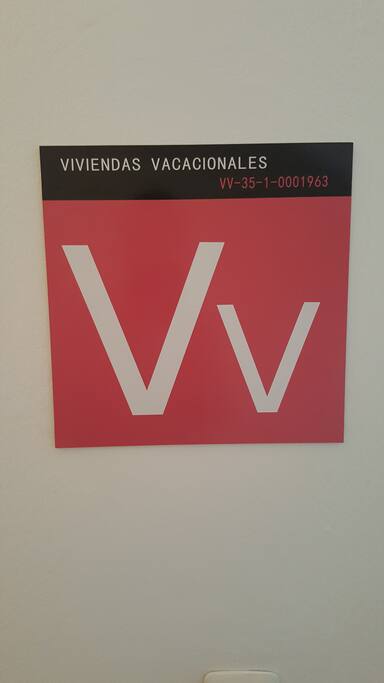 VIVIENDAS VACACIONALES
VV-35-1-0001963
Vv